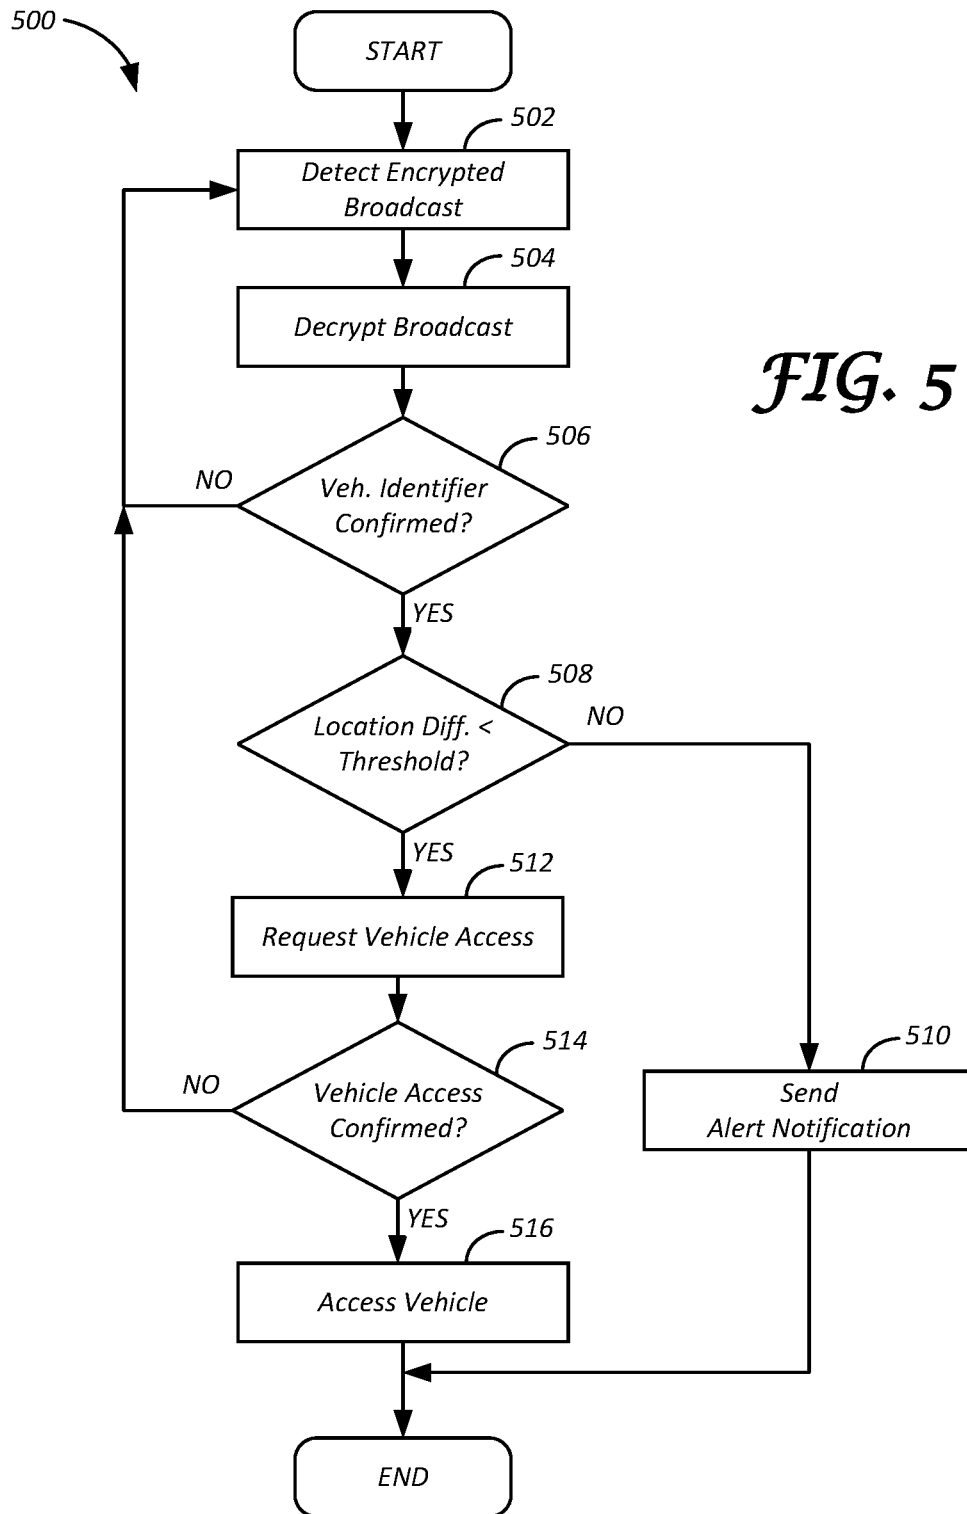 500
START
502
Detect Encrypted
Broadcast
504
Decrypt Broadcast
FIG. 5
506
NO
Veh. Identifier
Confirmed?
YES
508
NO
Location Diff. <
Threshold?
YES
512
Request Vehicle Access
514
510
NO
Vehicle Access
Confirmed?
Send
Alert Notification
YES
516
Access Vehicle
END